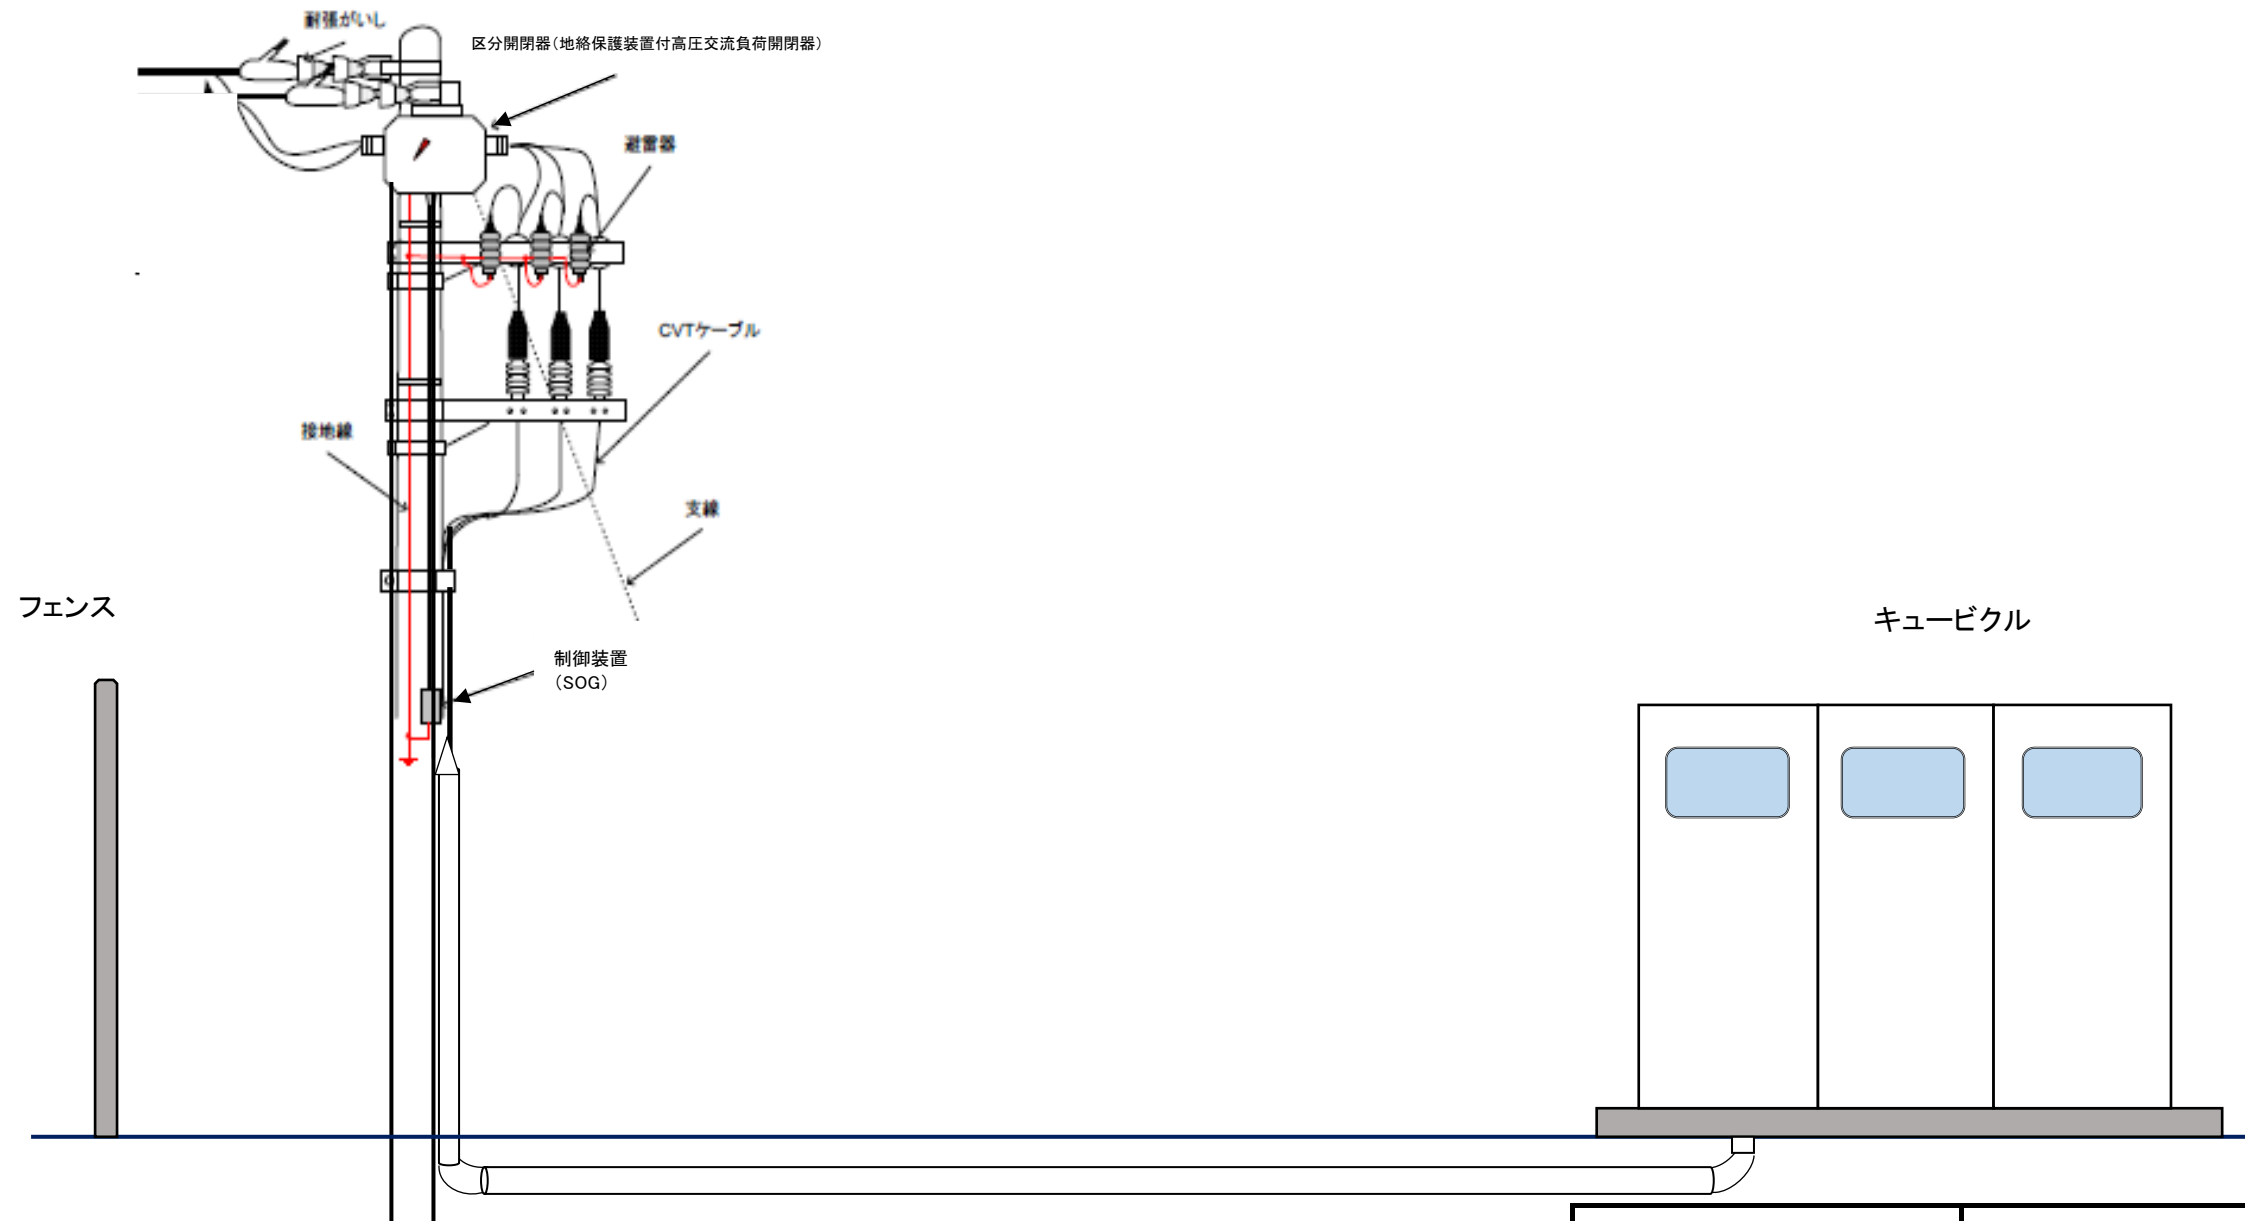 耐張がいし
区分開閉器（地絡保護装置付高圧交流負荷開閉器）
避雷器
CVTケーブル
接地線
支線
フェンス
キュービクル
制御装置
（SOG）